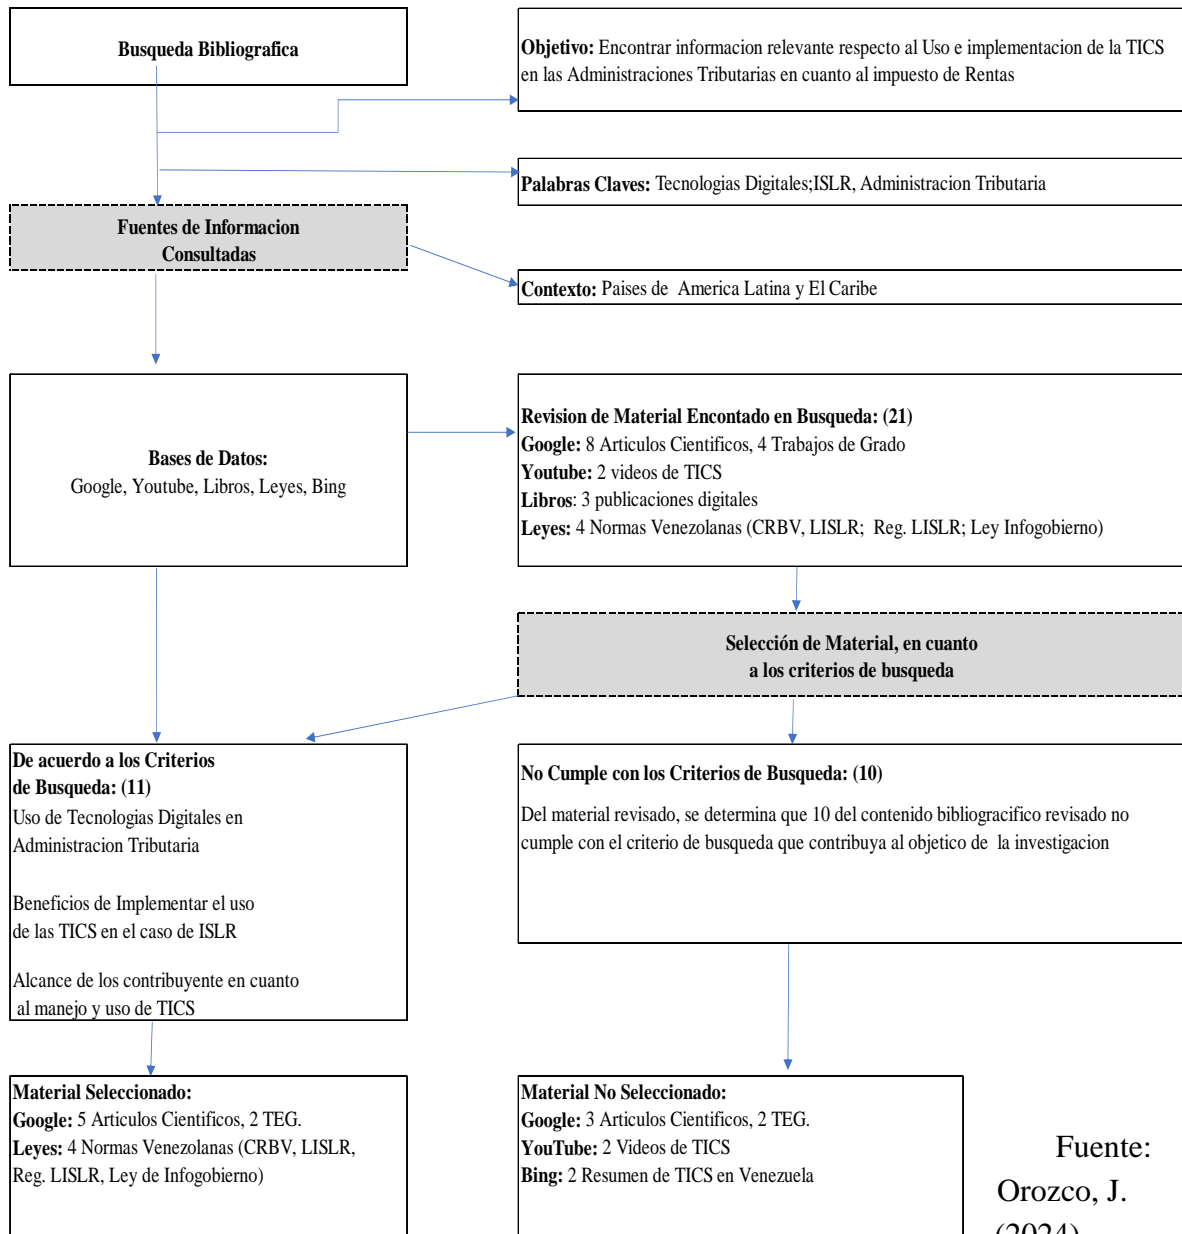 Busqueda Bibliografica
Objetivo: Encontrar informacion relevante respecto al Uso e implementacion de la TICS
en las Administraciones Tributarias en cuanto al impuesto de Rentas
Palabras Claves: Tecnologias Digitales;ISLR, Administracion Tributaria
Fuentes de Informacion
Consultadas
Contexto: Paises de America Latina y El Caribe
Bases de Datos:
Google, Youtube, Libros, Leyes, Bing
Revision de Material Encontado en Busqueda: (21)
Google: 8 Articulos Cientificos, 4 Trabajos de Grado
Youtube: 2 videos de TICS
Libros: 3 publicaciones digitales
Leyes: 4 Normas Venezolanas (CRBV, LISLR; Reg. LISLR; Ley Infogobierno)
Selección de Material, en cuanto
a los criterios de busqueda
De acuerdo a los Criterios
de Busqueda: (11)
Uso de Tecnologias Digitales en
Administracion Tributaria
Beneficios de Implementar el uso
de las TICS en el caso de ISLR
Alcance de los contribuyente en cuanto
al manejo y uso de TICS
No Cumple con los Criterios de Busqueda: (10)
Del material revisado, se determina que 10 del contenido bibliogracifico revisado no
cumple con el criterio de busqueda que contribuya al objetico de la investigacion
Material Seleccionado:
Google: 5 Articulos Cientificos, 2 TEG.
Leyes: 4 Normas Venezolanas (CRBV, LISLR,
Reg. LISLR, Ley de Infogobierno)
Material No Seleccionado:
Google: 3 Articulos Cientificos, 2 TEG.
YouTube: 2 Videos de TICS
Bing: 2 Resumen de TICS en Venezuela
Fuente:
Orozco, J.
(2024)